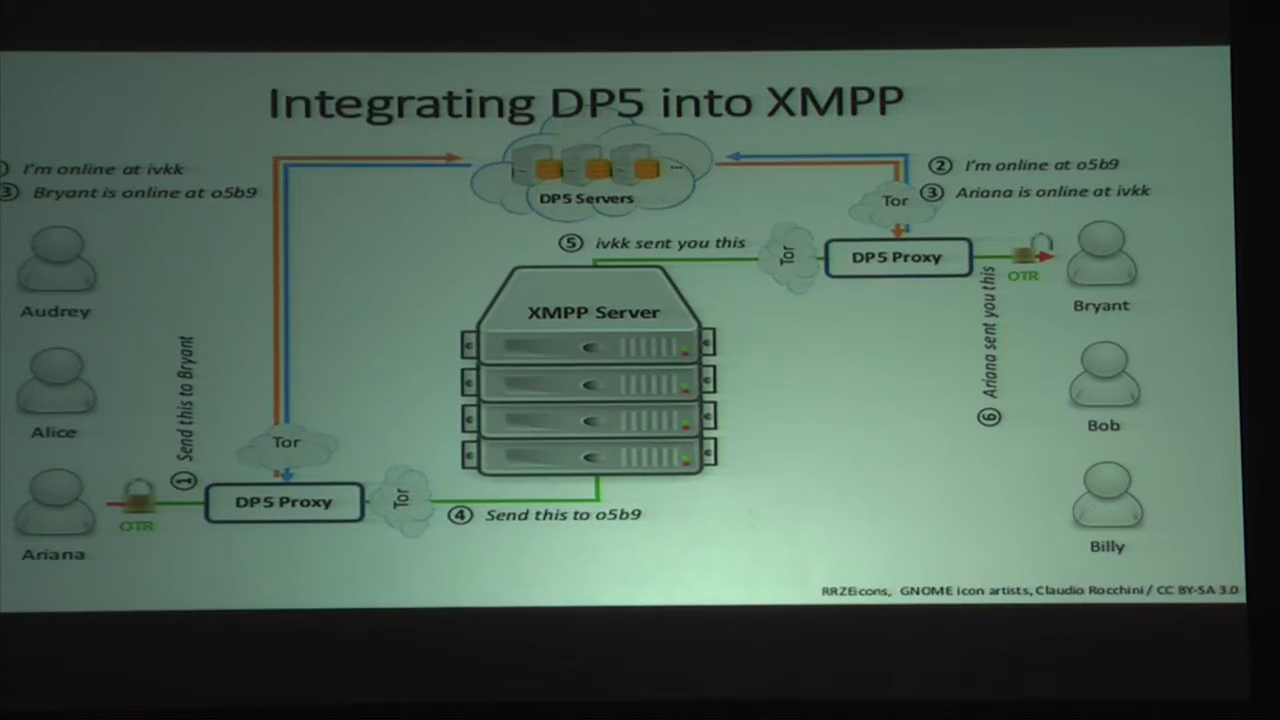 Integrating DP5 into XMPP
I'm online at ivkk
③ Bryant is online at o5b9
② I'm online at o5b9
③ Ariana is online at ivkk
DP5 Servers
...
Tor
⑤ ivkk sent you this
Tor
DP5 Proxy
OTR
Audrey
Bryant
XMPP Server
① Send this to Bryant
⑥ Ariana sent you this
Alice
Bob
Tor
DP5 Proxy
Tor
OTR
④ Send this to o5b9
Ariana
Billy
RRZEicons, GNOME icon artists, Claudio Rocchini / CC BY-SA 3.0